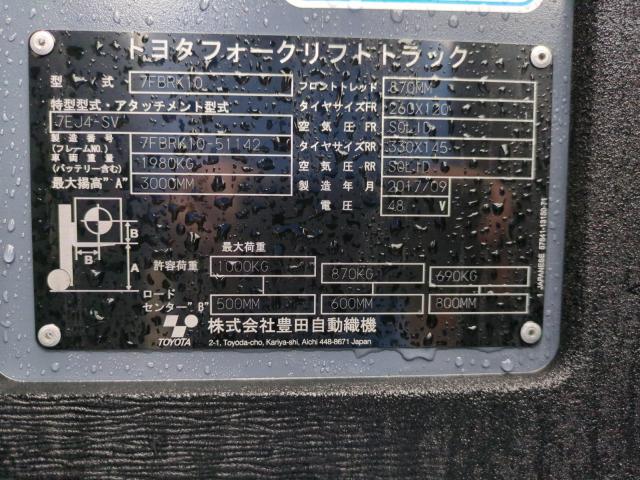 トヨタフォークリフトトラック
型式 7FBRK10 フロントトレッド 870MM
特型型式・アタッチメント型式 タイヤサイズFR 260X120
7EJ4-SV 空気圧FR SOLID
製造番号(フレームNO.) 7FBRK10-51142 タイヤサイズRR 330X145
車両重量(バッテリー含む) 1980KG 空気圧RR SOLID
最大揚高"A" 3000MM 製造年月 2017/09
電圧 48 V
B
B A
最大荷重
許容荷重 1000KG 870KG 690KG
ロードセンター"B" 500MM 600MM 800MM
TOYOTA 株式会社豊田自動織機
2-1, Toyoda-cho, Kariya-shi, Aichi 448-8671 Japan
1 JAPANESE 57641-13150-71